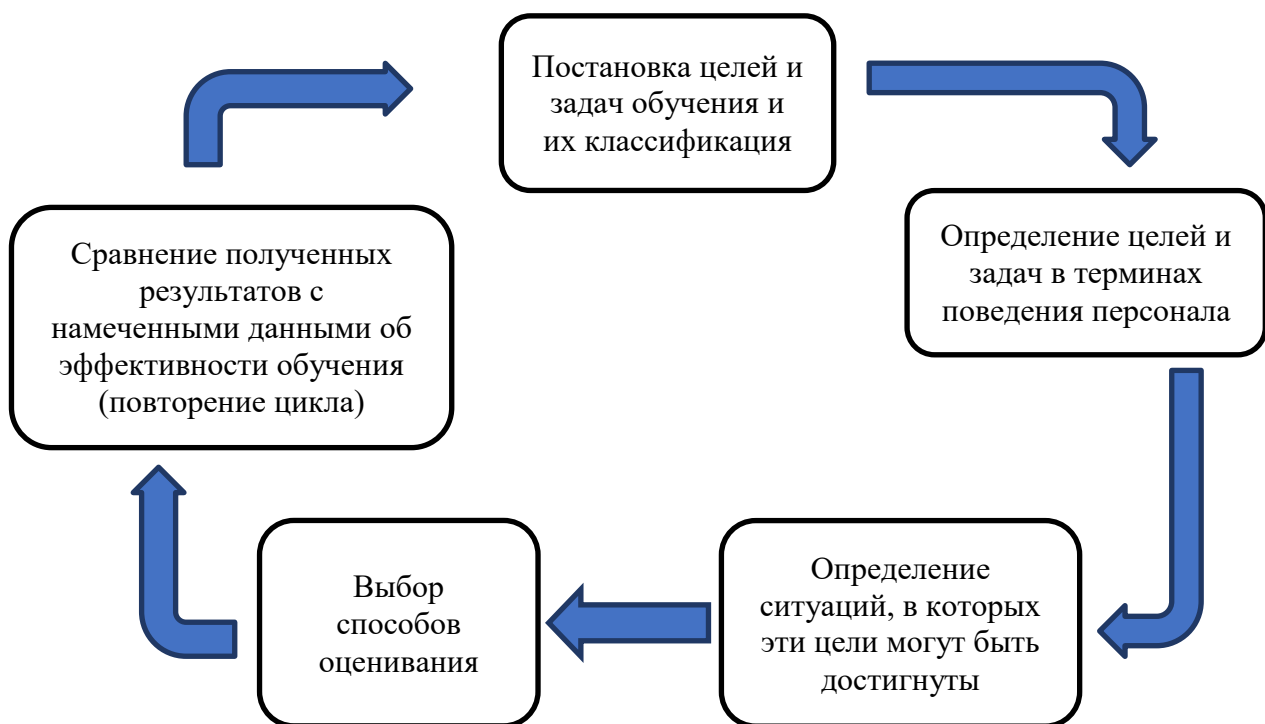 Постановка целей и
задач обучения и
их классификация
Определение целей и
задач в терминах
поведения персонала
Определение
ситуаций, в которых
эти цели могут быть
достигнуты
Выбор
способов
оценивания
Сравнение полученных
результатов с
намеченными данными об
эффективности обучения
(повторение цикла)